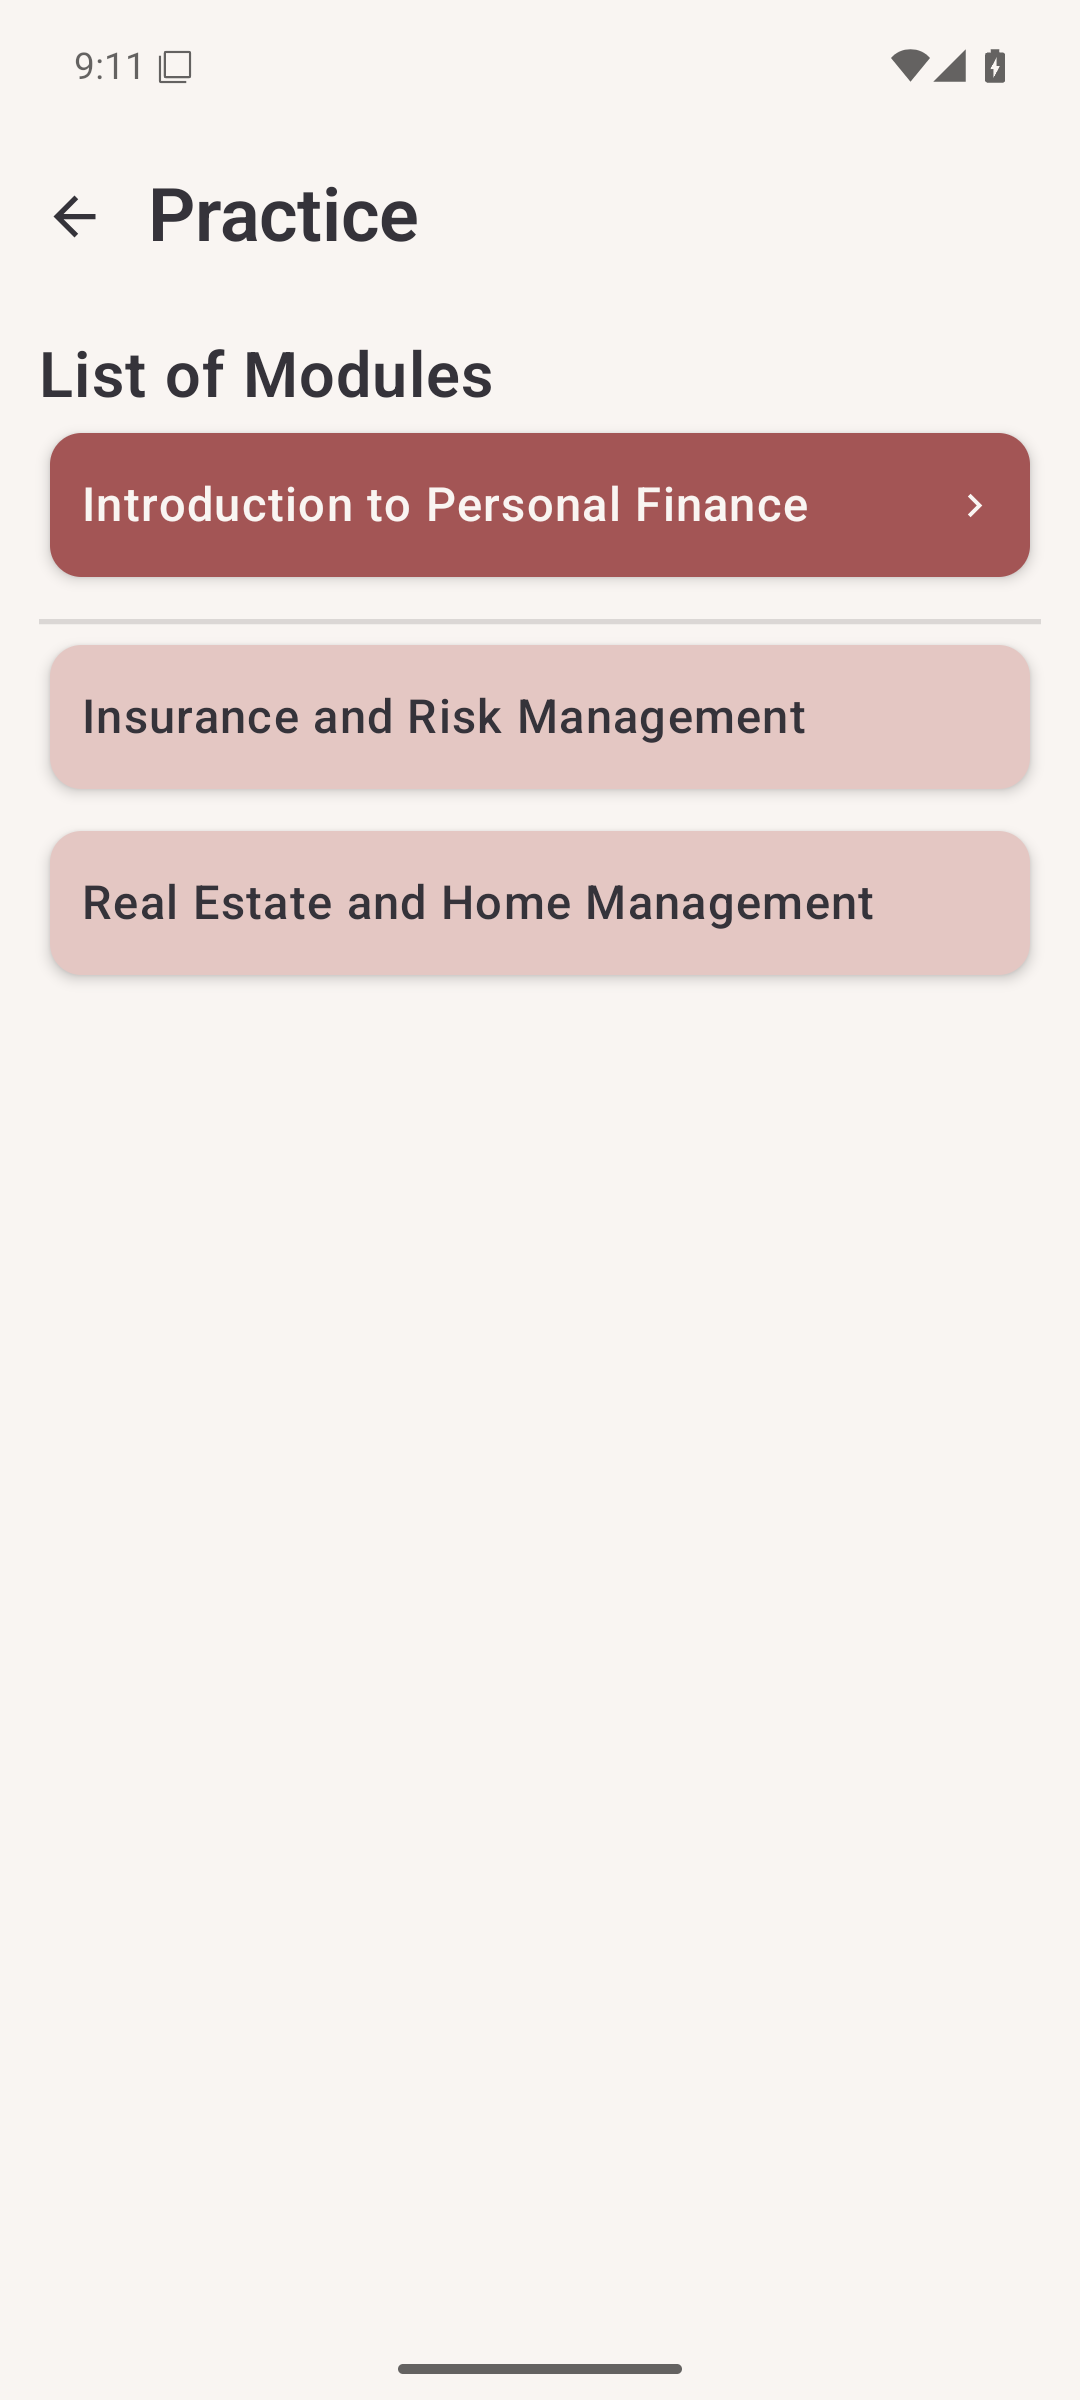 9:11
Practice
List of Modules
Introduction to Personal Finance
Insurance and Risk Management
Real Estate and Home Management